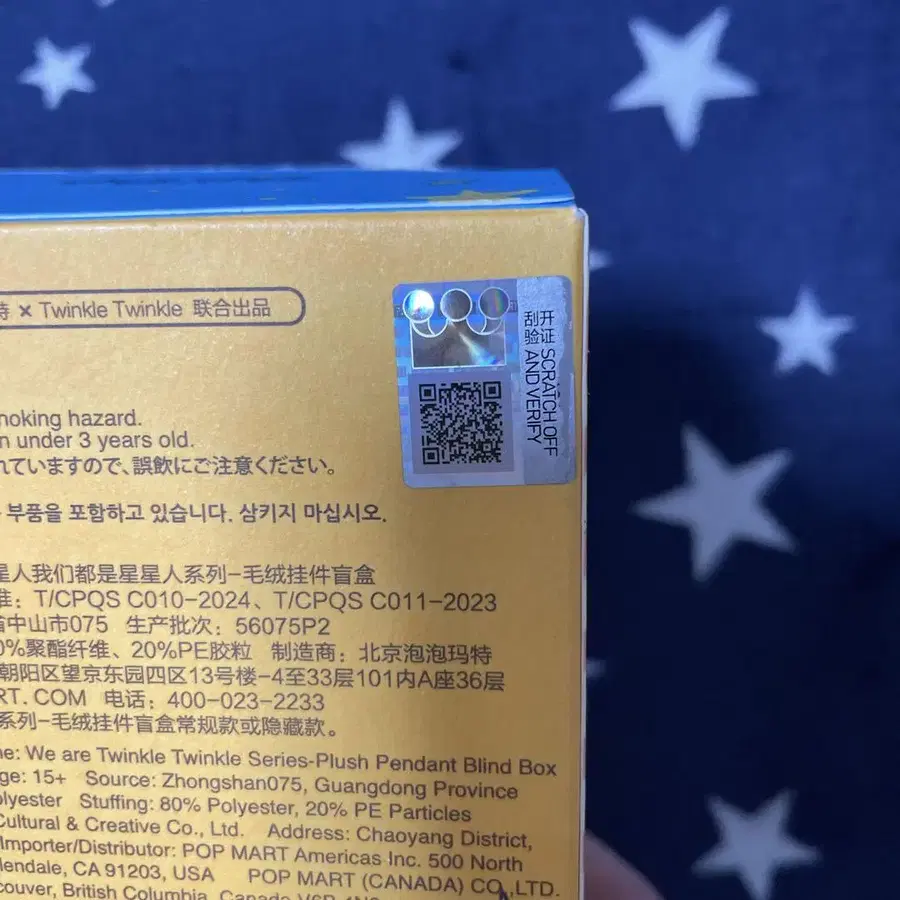 特 × Twinkle Twinkle 联合出品
刮开
验证
SCRATCH OFF
AND VERIFY
hoking hazard.
n under 3 years old.
れていますので、誤飲にご注意ください。
부품을 포함하고 있습니다. 삼키지 마십시오.
星人我们都是星星人系列-毛绒挂件盲盒
准：T/CPQS C010-2024、T/CPQS C011-2023
省中山市075 生产批次：56075P2
0%聚酯纤维、20%PE胶粒 制造商：北京泡泡玛特
朝阳区望京东园四区13号楼-4至33层101内A座36层
RT.COM 电话：400-023-2233
系列-毛绒挂件盲盒常规款或隐藏款。
ne: We are Twinkle Twinkle Series-Plush Pendant Blind Box
ge: 15+ Source: Zhongshan075, Guangdong Province
olyester Stuffing: 80% Polyester, 20% PE Particles
Cultural & Creative Co., Ltd. Address: Chaoyang District,
Importer/Distributor: POP MART Americas Inc. 500 North
lendale, CA 91203, USA POP MART (CANADA) CO.,LTD.
couver, British Columbia, Canada V6B